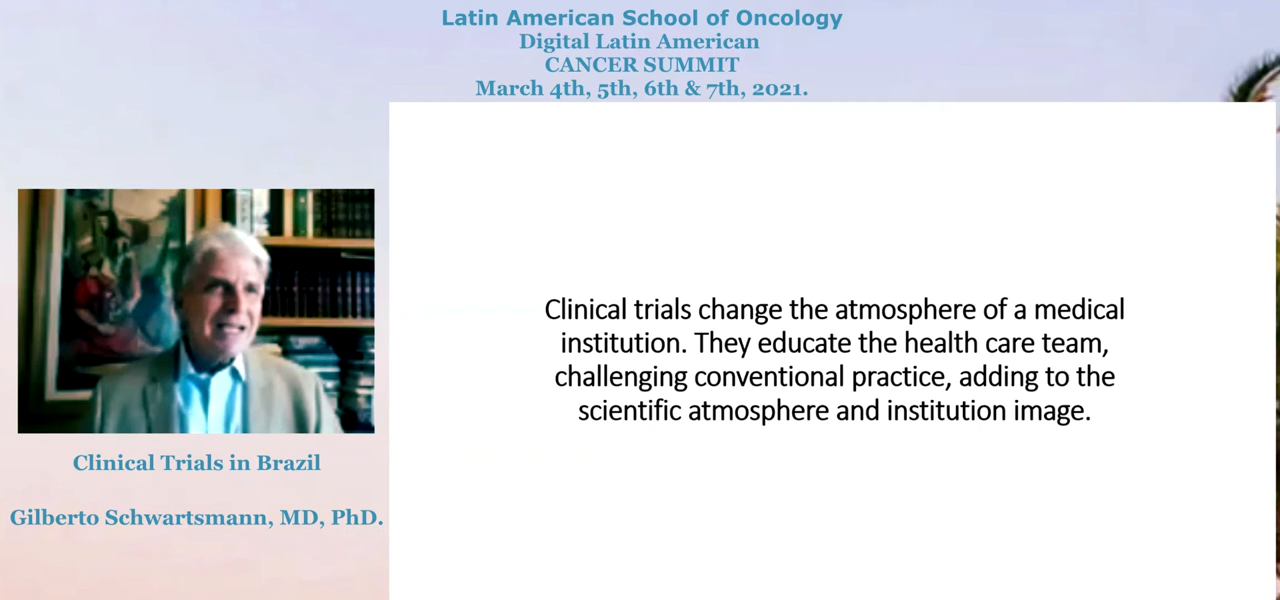 Latin American School of Oncology
Digital Latin American
CANCER SUMMIT
March 4th, 5th, 6th & 7th, 2021.
Clinical trials change the atmosphere of a medical
institution. They educate the health care team,
challenging conventional practice, adding to the
scientific atmosphere and institution image.
Clinical Trials in Brazil
Gilberto Schwartsmann, MD, PhD.